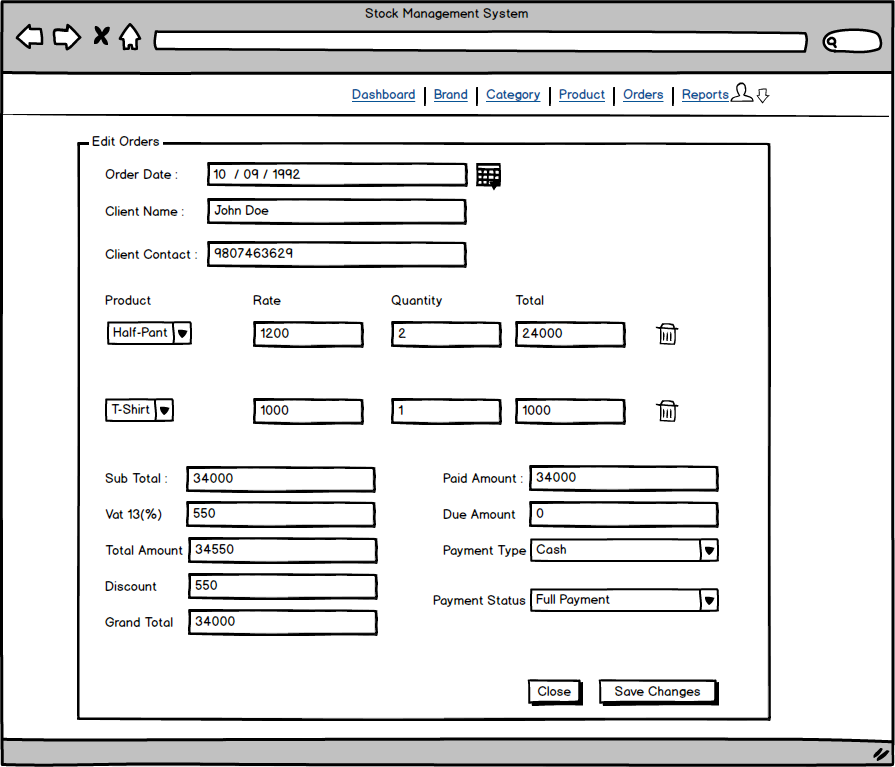 Stock Management System
Dashboard Brand Category Product Orders Reports
Edit Orders
Order Date : 10 / 09 / 1992
Client Name : John Doe
Client Contact : 9807463629
Product Rate Quantity Total
Half-Pant 1200 2 24000
T-Shirt 1000 1 1000
Sub Total : 34000 Paid Amount : 34000
Vat 13(%) 550 Due Amount 0
Total Amount 34550 Payment Type Cash
Discount 550
Payment Status Full Payment
Grand Total 34000
Close Save Changes